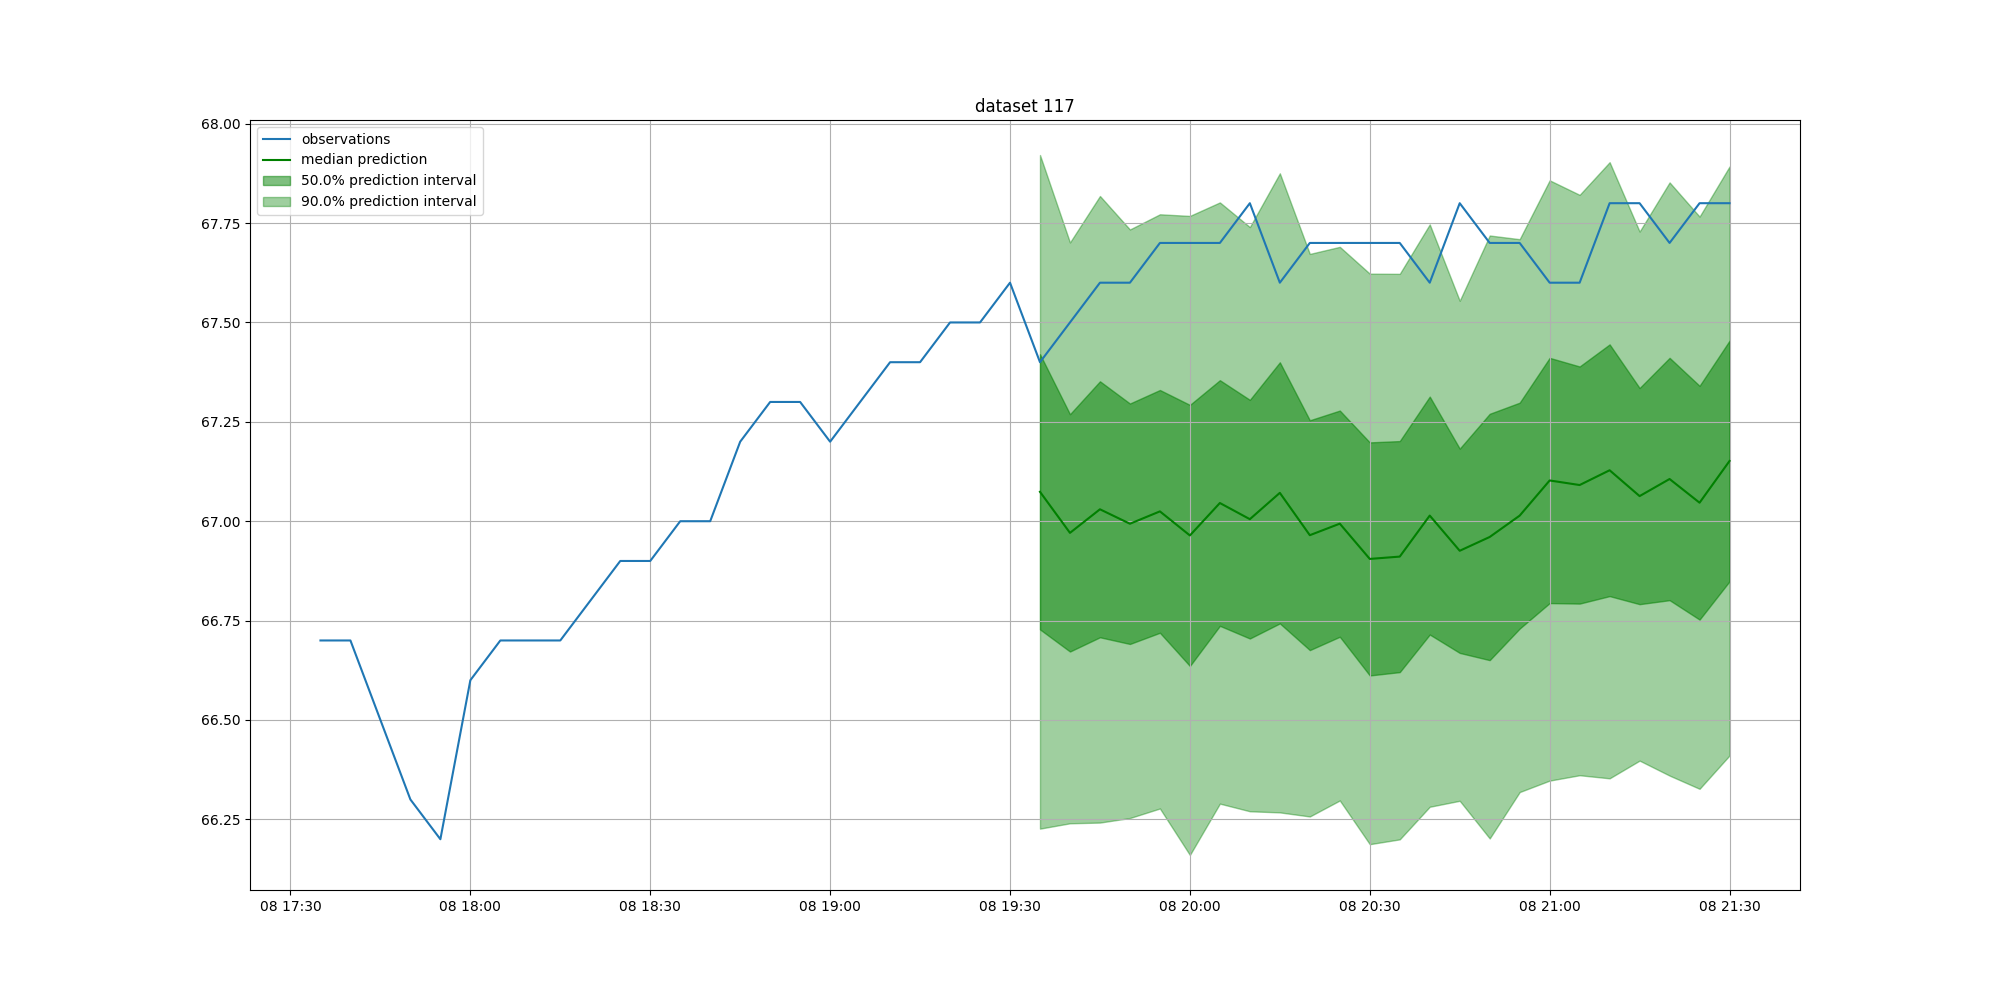 dataset 117
68.00
67.75
67.50
67.25
67.00
66.75
66.50
66.25
observations
median prediction
50.0% prediction interval
90.0% prediction interval
08 17:30 08 18:00 08 18:30 08 19:00 08 19:30 08 20:00 08 20:30 08 21:00 08 21:30